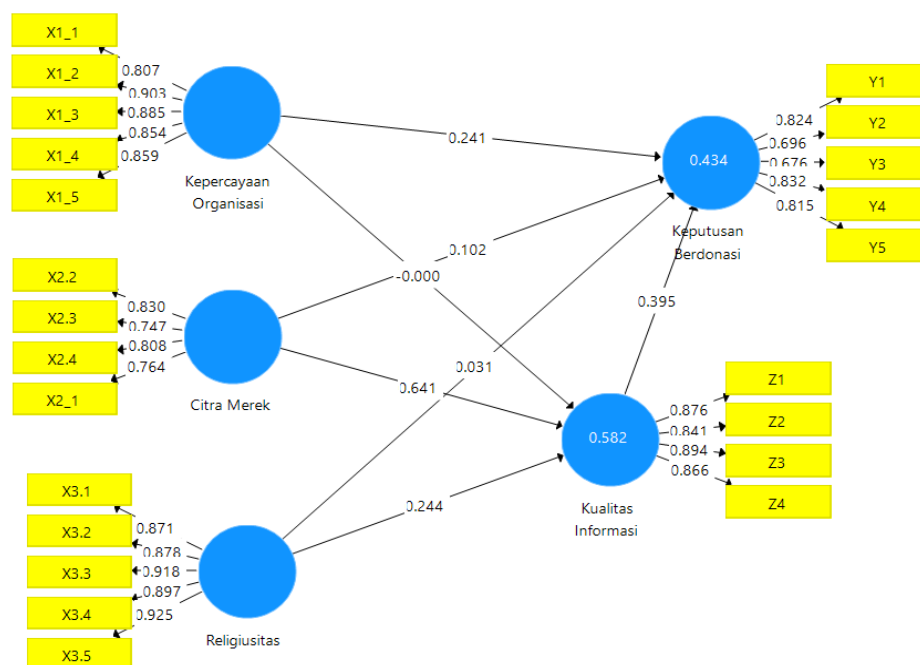 X1_1
X1_2
X1_3
X1_4
X1_5
0.807
0.903
0.885
0.854
0.859
Kepercayaan
Organisasi
X2.2
X2.3
X2.4
X2_1
0.830
0.747
0.808
0.764
Citra Merek
X3.1
X3.2
X3.3
X3.4
X3.5
0.871
0.878
0.918
0.897
0.925
Religiusitas
0.241
0.102
-0.000
0.031
0.641
0.244
0.395
0.434
Keputusan
Berdonasi
0.824
0.696
0.676
0.832
0.815
Y1
Y2
Y3
Y4
Y5
0.582
Kualitas
Informasi
0.876
0.841
0.894
0.866
Z1
Z2
Z3
Z4